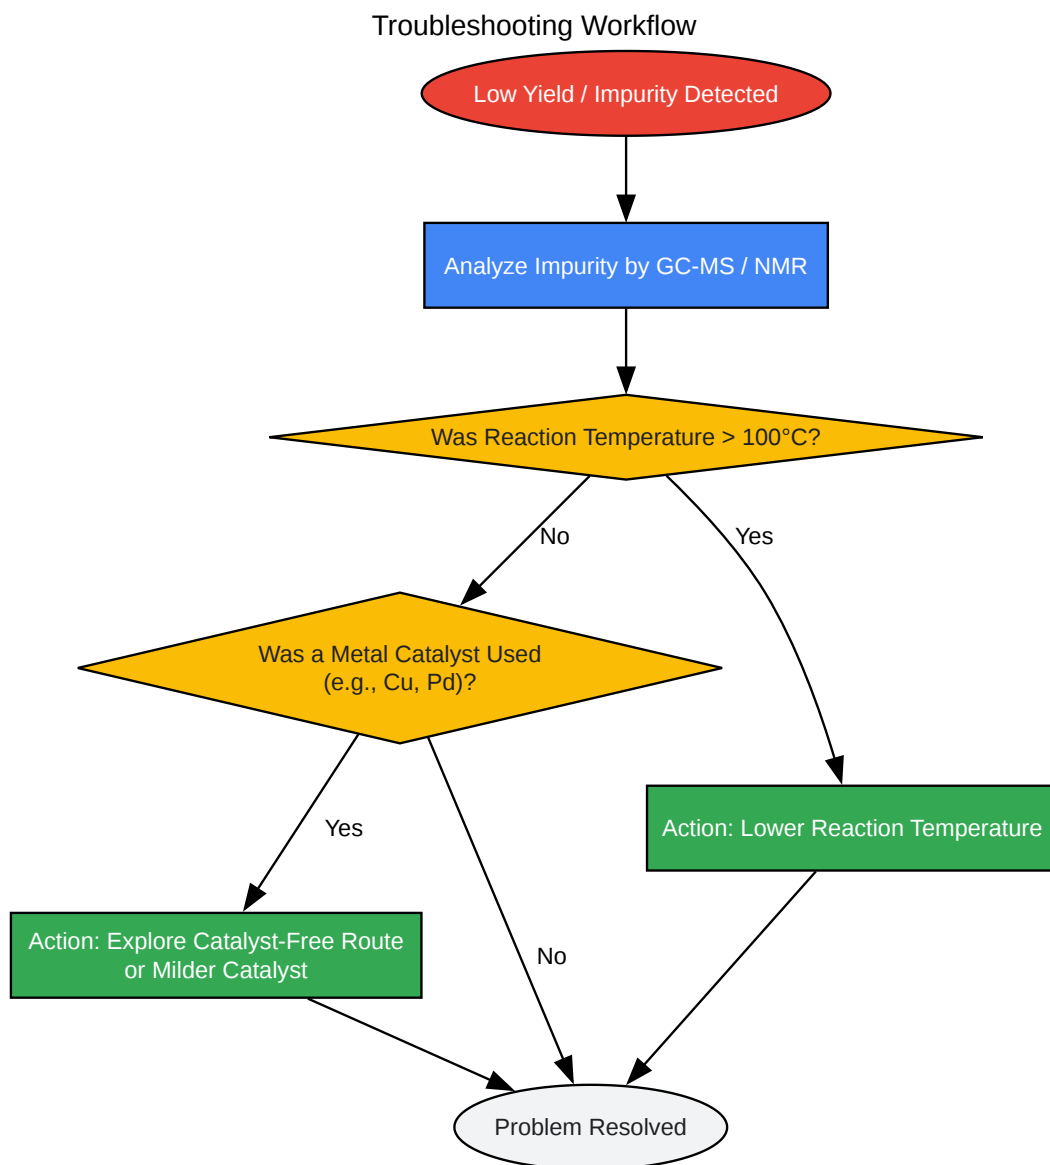 Troubleshooting Workflow
Low Yield / Impurity Detected
Analyze Impurity by GC-MS / NMR
Was Reaction Temperature > 100°C?
No
Yes
Was a Metal Catalyst Used
(e.g., Cu, Pd)?
Yes
Action: Lower Reaction Temperature
Action: Explore Catalyst-Free Route
or Milder Catalyst
No
Problem Resolved